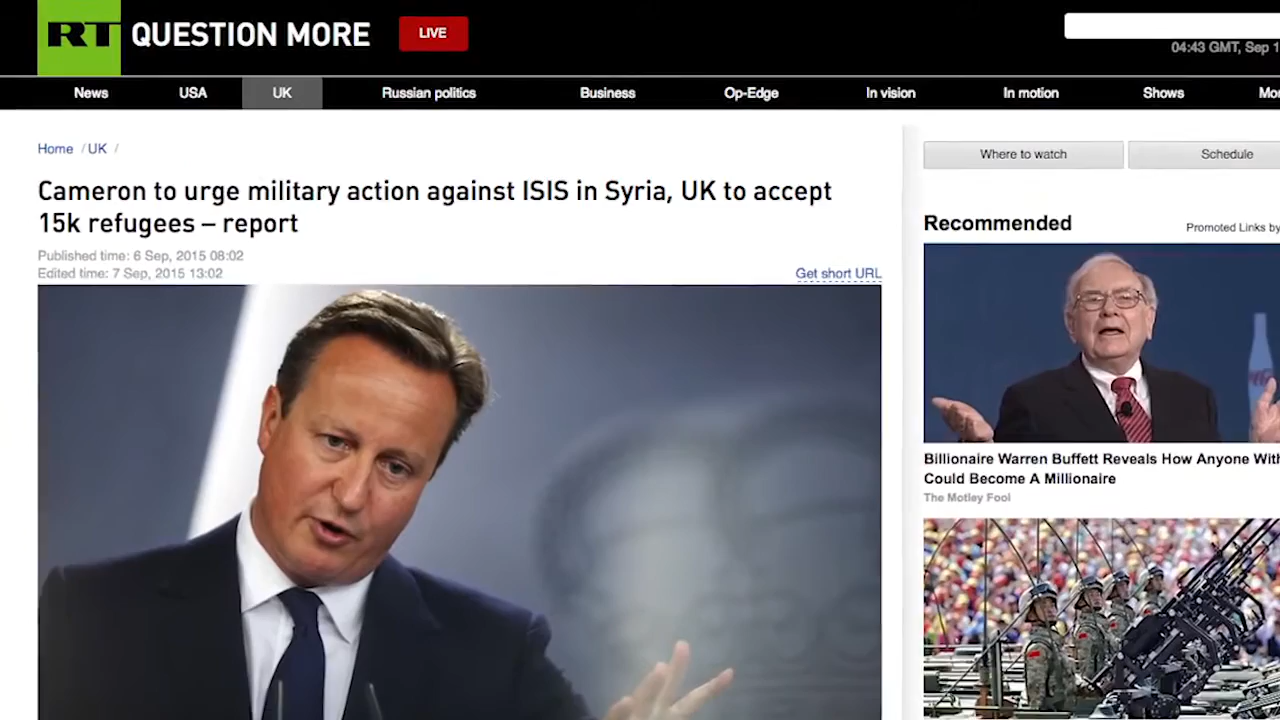 RT QUESTION MORE LIVE
04:43 GMT, Sep 1
News USA UK Russian politics Business Op-Edge In vision In motion Shows Mo
Home / UK /
Cameron to urge military action against ISIS in Syria, UK to accept
15k refugees – report
Published time: 6 Sep, 2015 08:02
Edited time: 7 Sep, 2015 13:02
Get short URL
Where to watch Schedule
Recommended
Promoted Links by
Billionaire Warren Buffett Reveals How Anyone With
Could Become A Millionaire
The Motley Fool